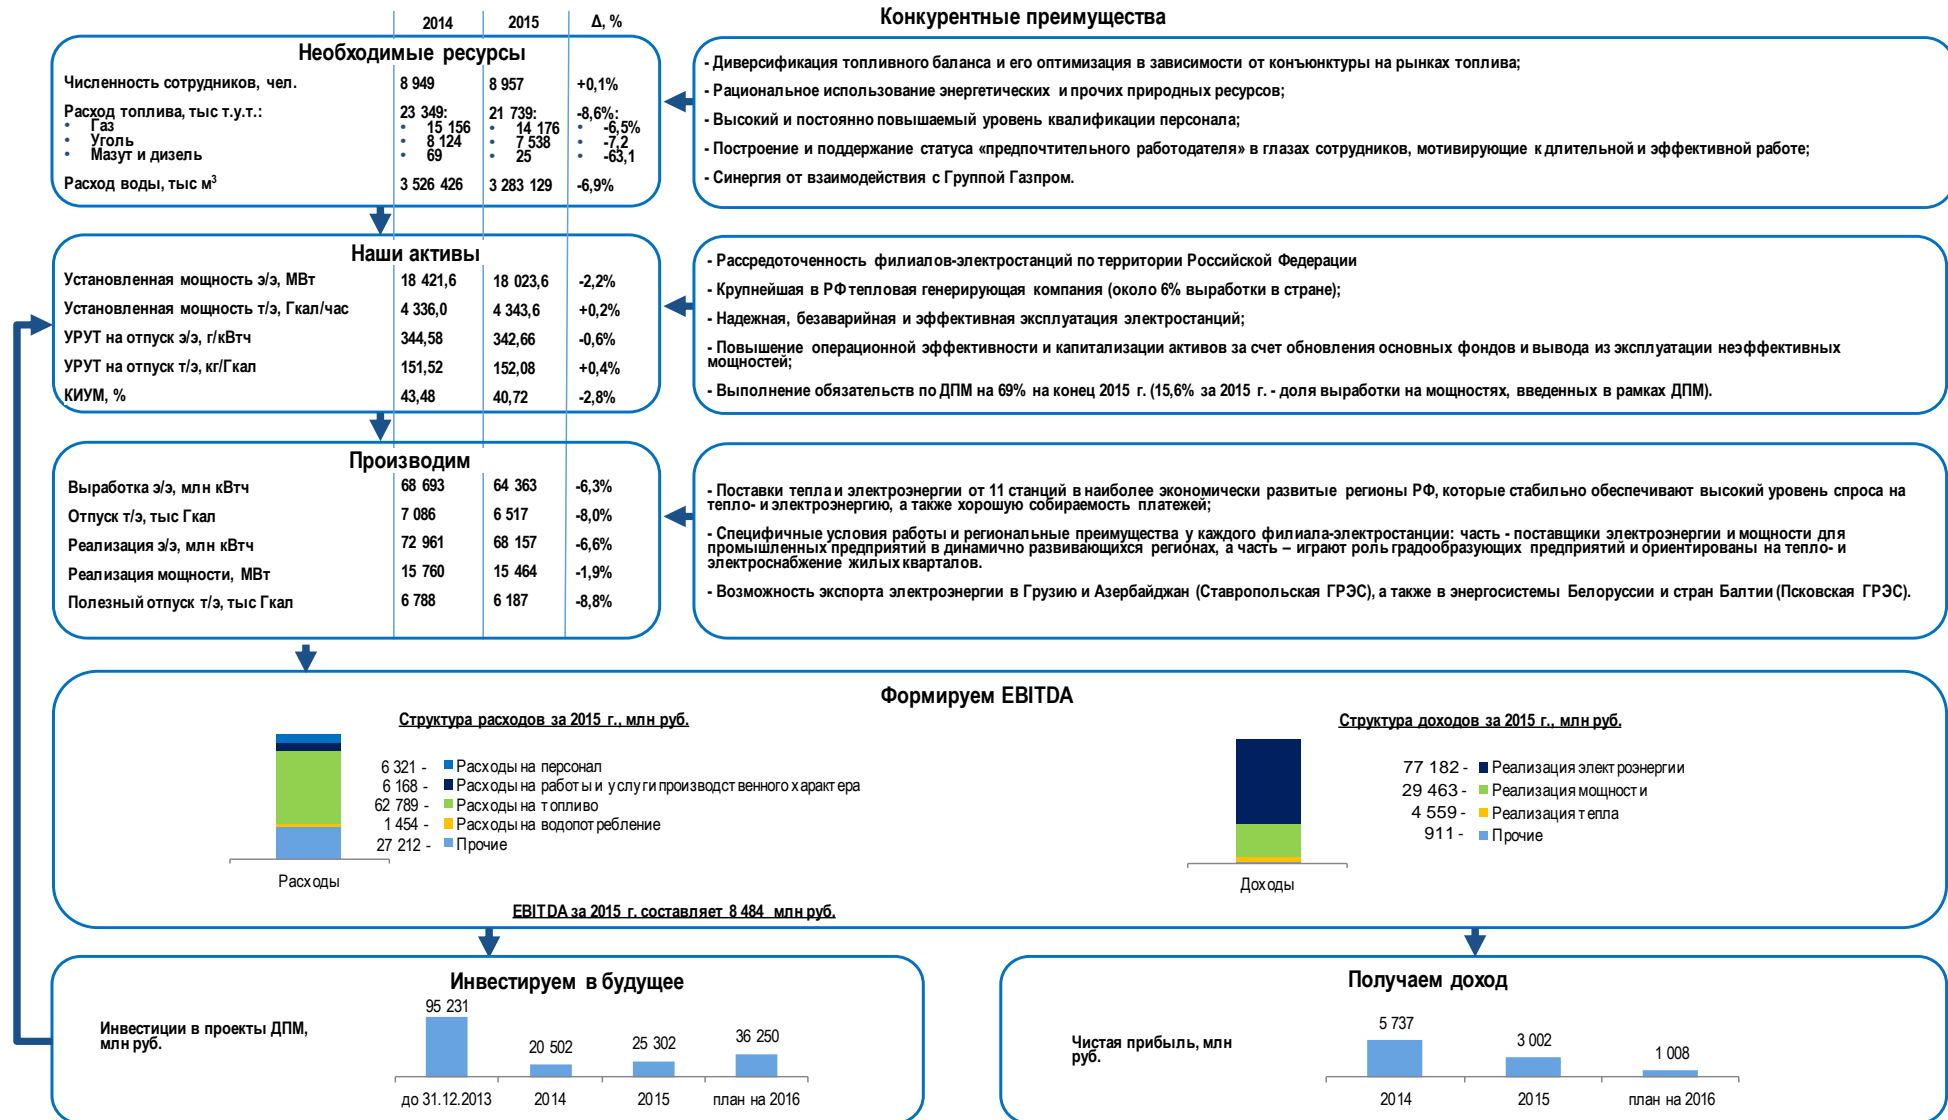 2014 2015 Δ, %
Конкурентные преимущества
Необходимые ресурсы
Численность сотрудников, чел. 8 949 8 957 +0,1%
Расход топлива, тыс т.у.т.: 23 349: 21 739: -8,6%:
• Газ • 15 156 • 14 176 • -6,5%
• Уголь • 8 124 • 7 538 • -7,2
• Мазут и дизель • 69 • 25 • -63,1
Расход воды, тыс м³ 3 526 426 3 283 129 -6,9%
- Диверсификация топливного баланса и его оптимизация в зависимости от конъюнктуры на рынках топлива;
- Рациональное использование энергетических и прочих природных ресурсов;
- Высокий и постоянно повышаемый уровень квалификации персонала;
- Построение и поддержание статуса «предпочтительного работодателя» в глазах сотрудников, мотивирующие к длительной и эффективной работе;
- Синергия от взаимодействия с Группой Газпром.
Наши активы
Установленная мощность э/э, МВт 18 421,6 18 023,6 -2,2%
Установленная мощность т/э, Гкал/час 4 336,0 4 343,6 +0,2%
УРУТ на отпуск э/э, г/кВтч 344,58 342,66 -0,6%
УРУТ на отпуск т/э, кг/Гкал 151,52 152,08 +0,4%
КИУМ, % 43,48 40,72 -2,8%
- Рассредоточенность филиалов-электростанций по территории Российской Федерации
- Крупнейшая в РФ тепловая генерирующая компания (около 6% выработки в стране);
- Надежная, безаварийная и эффективная эксплуатация электростанций;
- Повышение операционной эффективности и капитализации активов за счет обновления основных фондов и вывода из эксплуатации неэффективных
мощностей;
- Выполнение обязательств по ДПМ на 69% на конец 2015 г. (15,6% за 2015 г. - доля выработки на мощностях, введенных в рамках ДПМ).
Производим
Выработка э/э, млн кВтч 68 693 64 363 -6,3%
Отпуск т/э, тыс Гкал 7 086 6 517 -8,0%
Реализация э/э, млн кВтч 72 961 68 157 -6,6%
Реализация мощности, МВт 15 760 15 464 -1,9%
Полезный отпуск т/э, тыс Гкал 6 788 6 187 -8,8%
- Поставки тепла и электроэнергии от 11 станций в наиболее экономически развитые регионы РФ, которые стабильно обеспечивают высокий уровень спроса на
тепло- и электроэнергию, а также хорошую собираемость платежей;
- Специфичные условия работы и региональные преимущества у каждого филиала-электростанции: часть - поставщики электроэнергии и мощности для
промышленных предприятий в динамично развивающихся регионах, а часть – играют роль градообразующих предприятий и ориентированы на тепло- и
электроснабжение жилых кварталов.
- Возможность экспорта электроэнергии в Грузию и Азербайджан (Ставропольская ГРЭС), а также в энергосистемы Белоруссии и стран Балтии (Псковская ГРЭС).
Формируем EBITDA
Структура расходов за 2015 г., млн руб.
6 321 - Расходы на персонал
6 168 - Расходы на работы и услуги производственного характера
62 789 - Расходы на топливо
1 454 - Расходы на водопотребление
27 212 - Прочие
Расходы
Структура доходов за 2015 г., млн руб.
77 182 - Реализация электроэнергии
29 463 - Реализация мощности
4 559 - Реализация тепла
911 - Прочие
Доходы
EBITDA за 2015 г. составляет 8 484 млн руб.
Инвестируем в будущее
Инвестиции в проекты ДПМ,
млн руб.
95 231 20 502 25 302 36 250
до 31.12.2013 2014 2015 план на 2016
Получаем доход
Чистая прибыль, млн
руб.
5 737 3 002 1 008
2014 2015 план на 2016